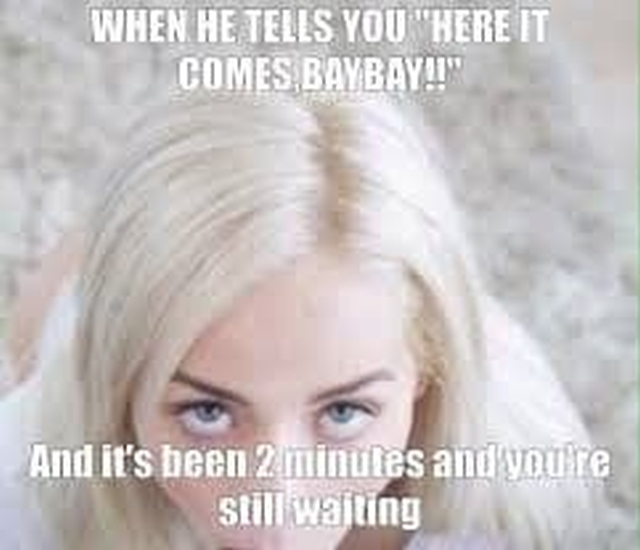 WHEN HE TELLS YOU "HERE IT
COMES,BAYBAY!!"
And it's been 2 minutes and you're
still waiting